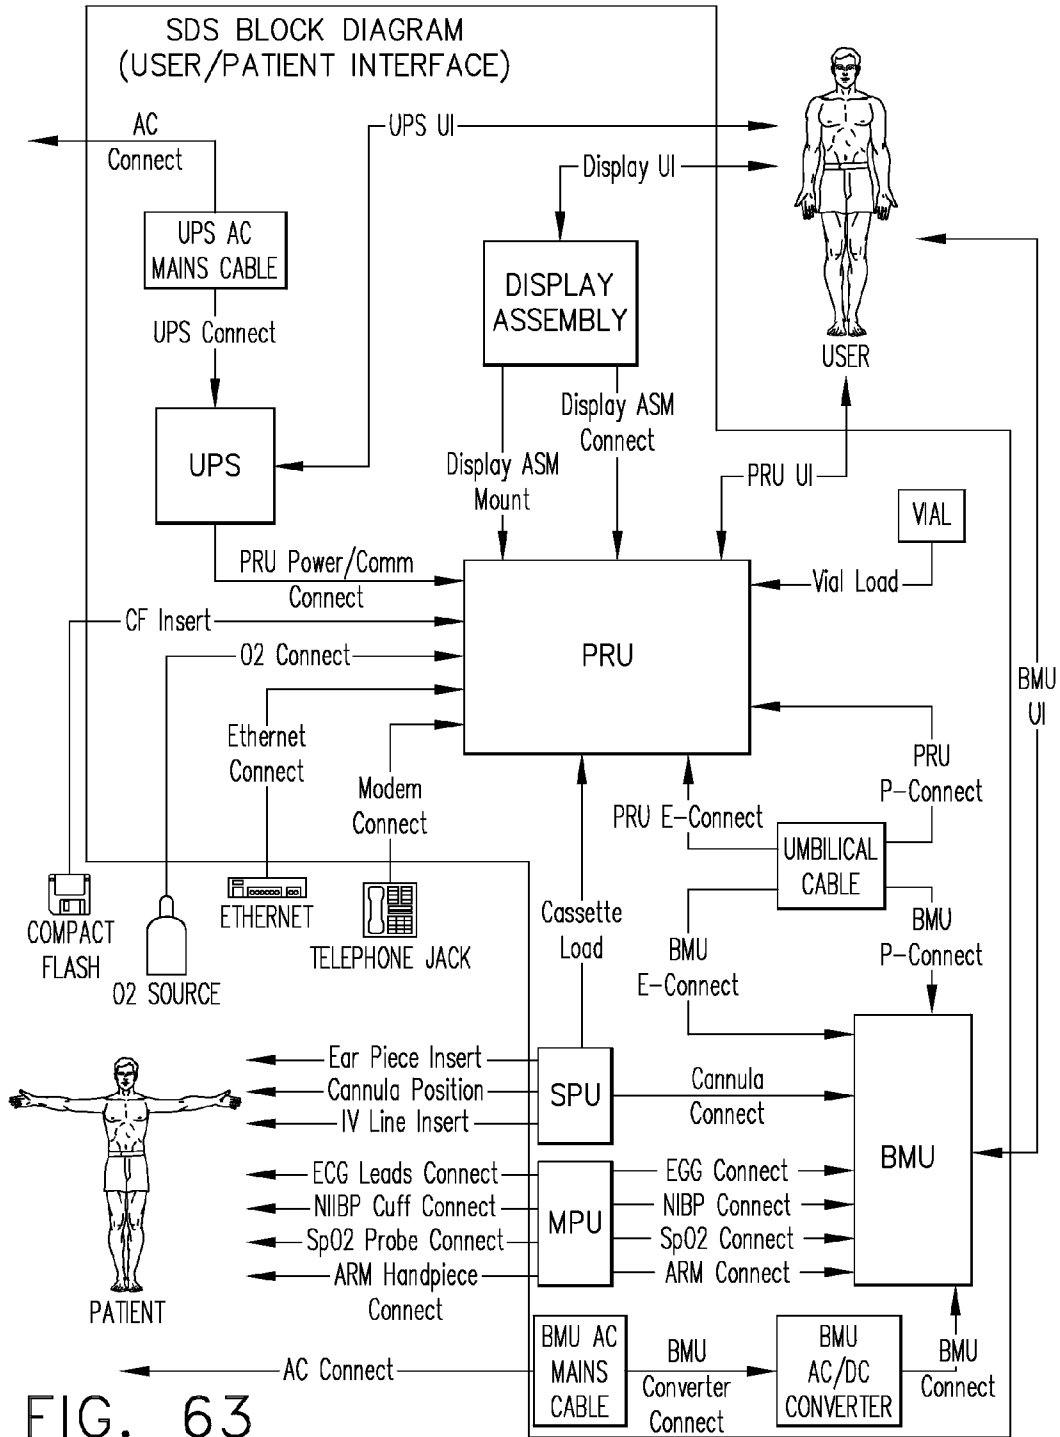 SDS BLOCK DIAGRAM
(USER/PATIENT INTERFACE)
AC
Connect
UPS UI
Display UI
UPS AC
MAINS CABLE
DISPLAY
ASSEMBLY
UPS Connect
USER
Display ASM
Connect
UPS
Display ASM
Mount
PRU UI
VIAL
PRU Power/Comm
Connect
Vial Load
CF Insert
O2 Connect
PRU
BMU
UI
Ethernet
Connect
PRU
P-Connect
Modem
Connect
PRU E-Connect
UMBILICAL
CABLE
COMPACT
FLASH
ETHERNET
TELEPHONE JACK
Cassette
Load
BMU
E-Connect
BMU
P-Connect
O2 SOURCE
Ear Piece Insert
Cannula Position
IV Line Insert
SPU
Cannula
Connect
BMU
ECG Leads Connect
NIIBP Cuff Connect
SpO2 Probe Connect
ARM Handpiece
Connect
MPU
EGG Connect
NIBP Connect
SpO2 Connect
ARM Connect
PATIENT
AC Connect
BMU AC
MAINS
CABLE
BMU
Converter
Connect
BMU
AC/DC
CONVERTER
BMU
Connect
FIG. 63